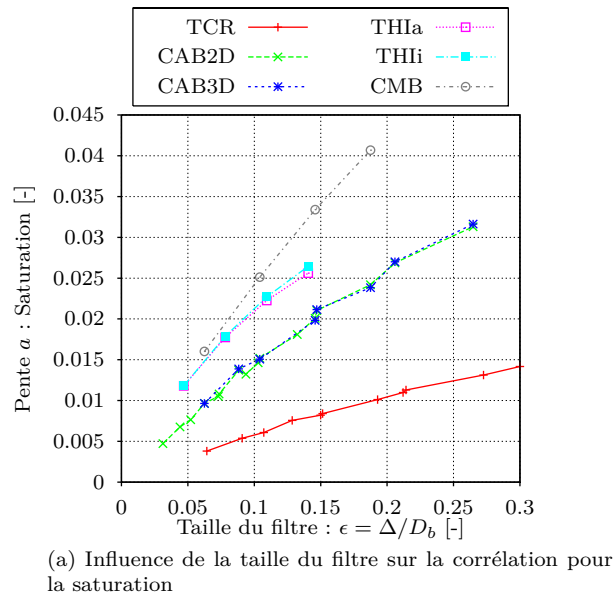 TCR
CAB2D
CAB3D
THIa
THIi
CMB
0.045
0.04
0.035
0.03
0.025
0.02
0.015
0.01
0.005
0
Pente a : Saturation [-]
0 0.05 0.1 0.15 0.2 0.25 0.3
Taille du filtre : ϵ = Δ/D_b [-]
(a) Influence de la taille du filtre sur la corrélation pour
la saturation